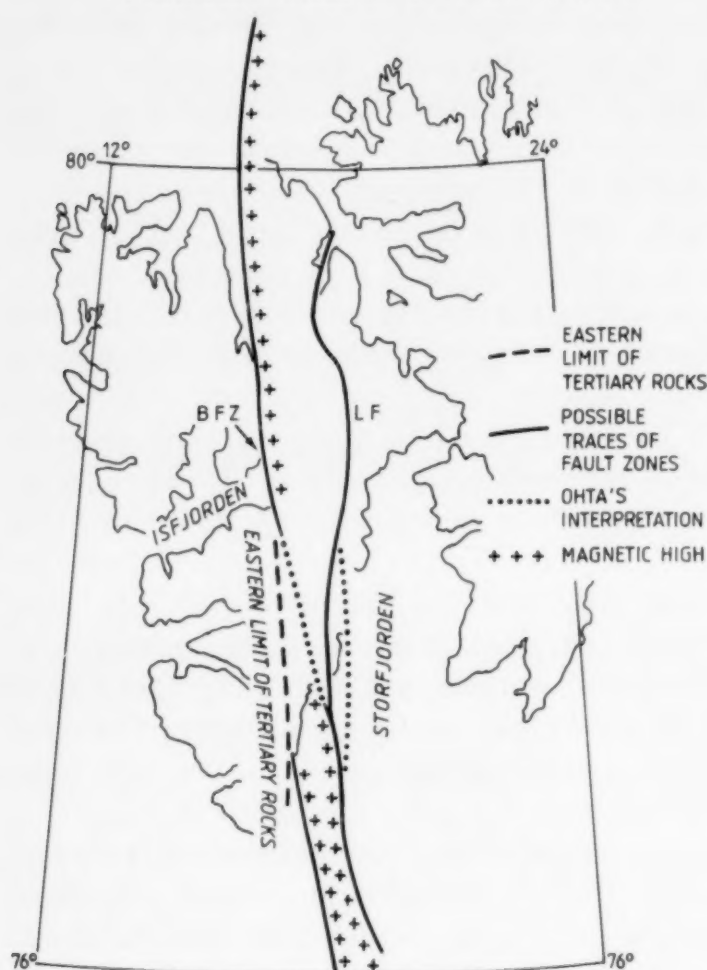 80° 12°
24°
EASTERN
LIMIT OF
TERTIARY ROCKS
BFZ
LF
POSSIBLE
TRACES OF
FAULT ZONES
ISFJORDEN
OHTA'S
INTERPRETATION
MAGNETIC HIGH
EASTERN LIMIT OF TERTIARY ROCKS
STORFJORDEN
76°
76°